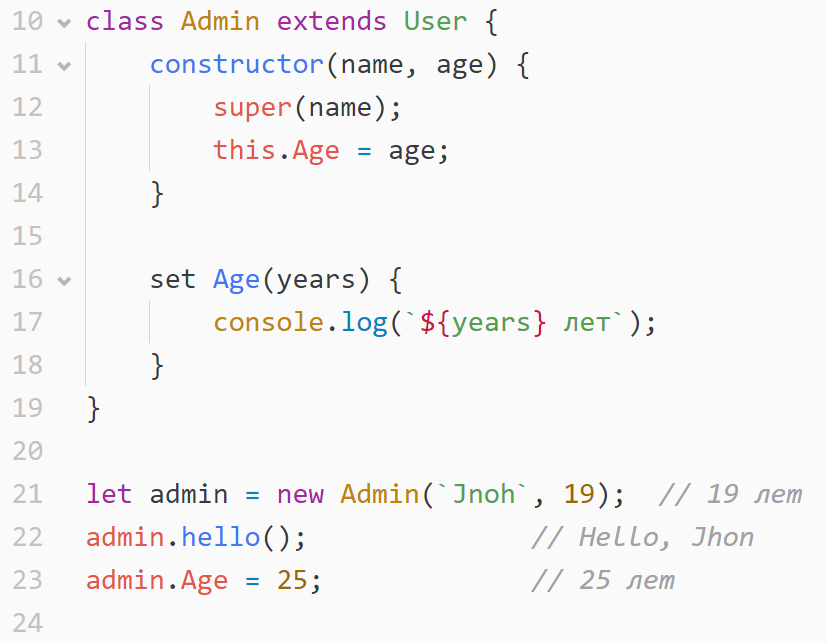 10 class Admin extends User {
11 constructor(name, age) {
12 super(name);
13 this.Age = age;
14 }
15
16 set Age(years) {
17 console.log(`${years} лет`);
18 }
19 }
20
21 let admin = new Admin(`Jnoh`, 19); // 19 лет
22 admin.hello(); // Hello, Jhon
23 admin.Age = 25; // 25 лет
24